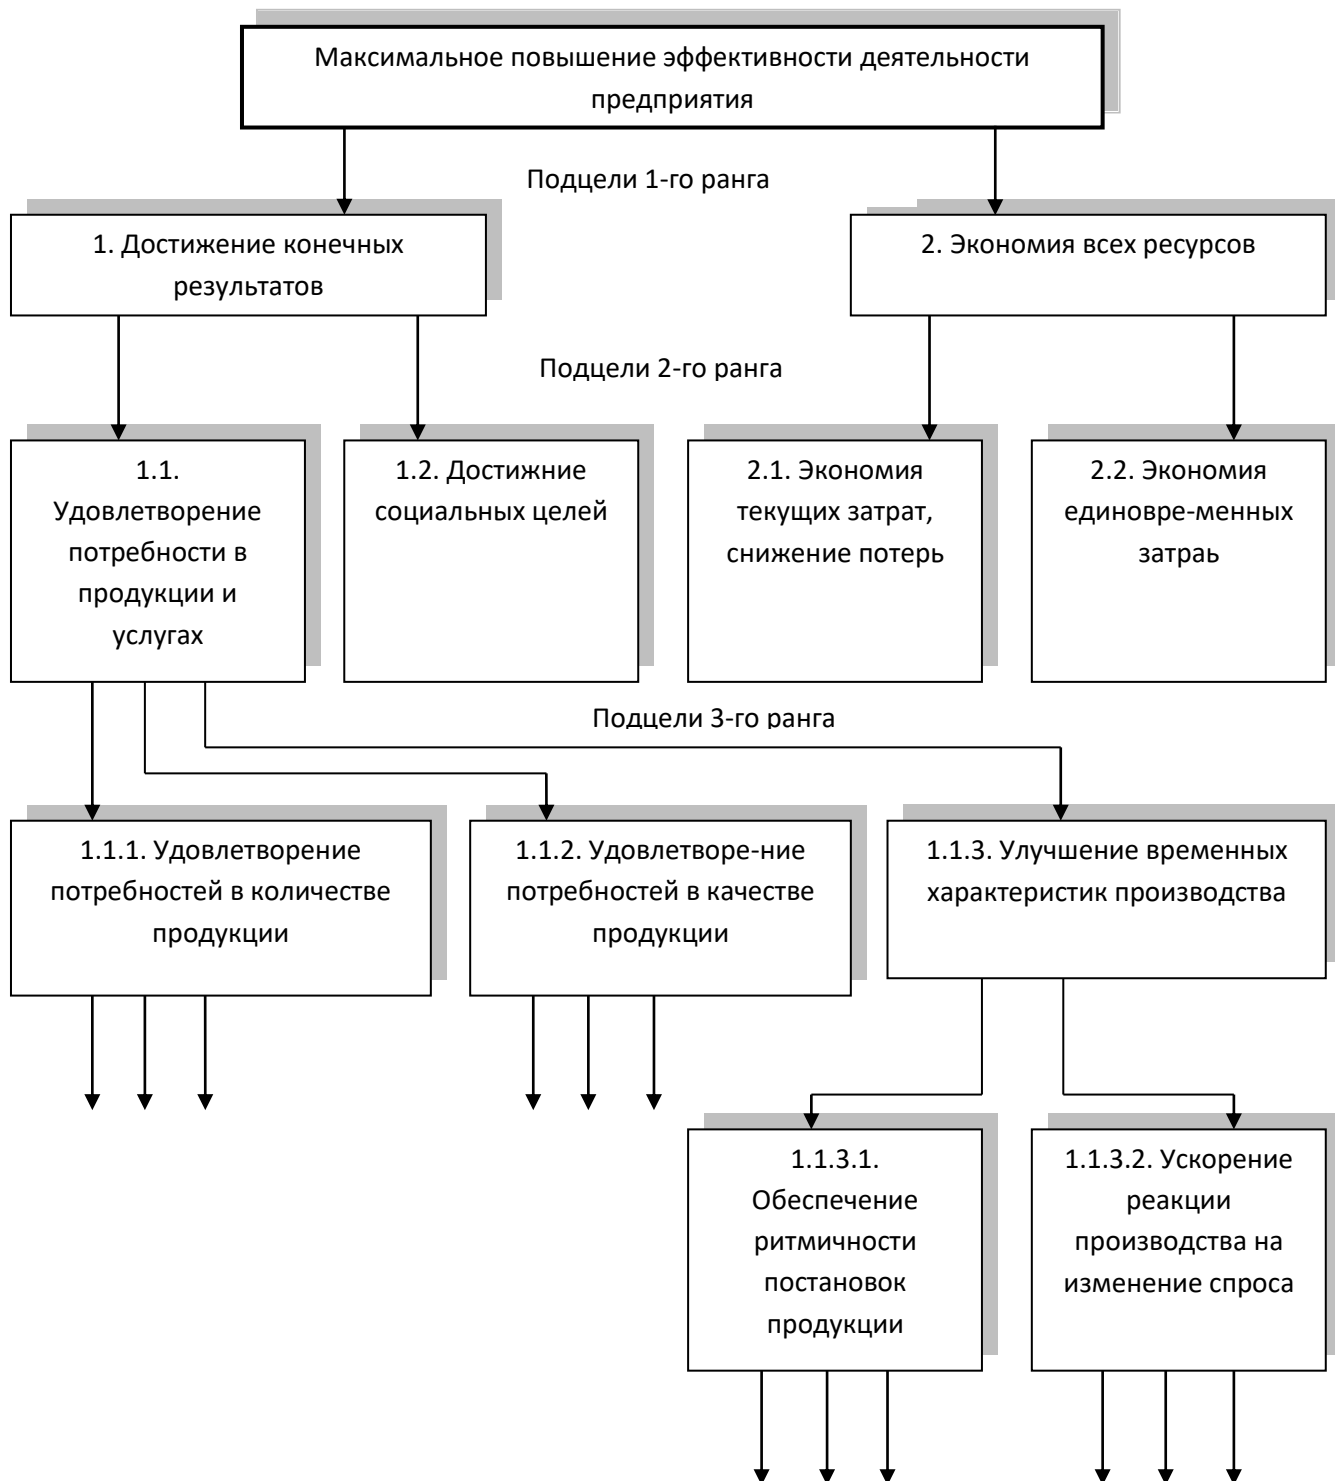 Максимальное повышение эффективности деятельности
предприятия
Подцели 1-го ранга
1. Достижение конечных
результатов
2. Экономия всех ресурсов
Подцели 2-го ранга
1.1.
Удовлетворение
потребности в
продукции и
услугах
1.2. Достижние
социальных целей
2.1. Экономия
текущих затрат,
снижение потерь
2.2. Экономия
единовре-менных
затраь
Подцели 3-го ранга
1.1.1. Удовлетворение
потребностей в количестве
продукции
1.1.2. Удовлетворе-ние
потребностей в качестве
продукции
1.1.3. Улучшение временных
характеристик производства
1.1.3.1.
Обеспечение
ритмичности
постановок
продукции
1.1.3.2. Ускорение
реакции
производства на
изменение спроса